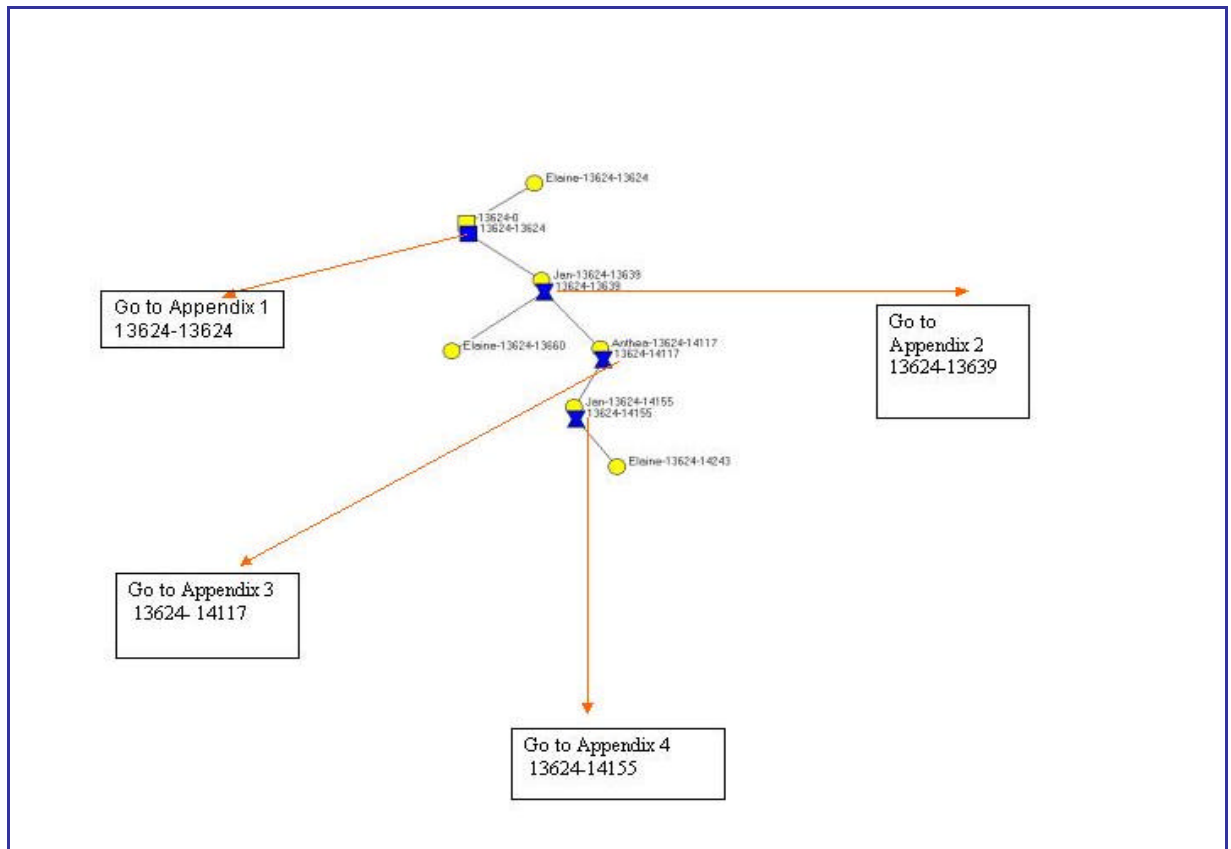 Elaine-13624-13624
-13624-0
13624-13624
Jan-13624-13639
13624-13639
Go to Appendix 1
13624-13624
Go to
Appendix 2
13624-13639
Elaine-13624-13660
Anthea-13624-14117
13624-14117
Jan-13624-14155
13624-14155
Elaine-13624-14243
Go to Appendix 3
13624- 14117
Go to Appendix 4
13624-14155